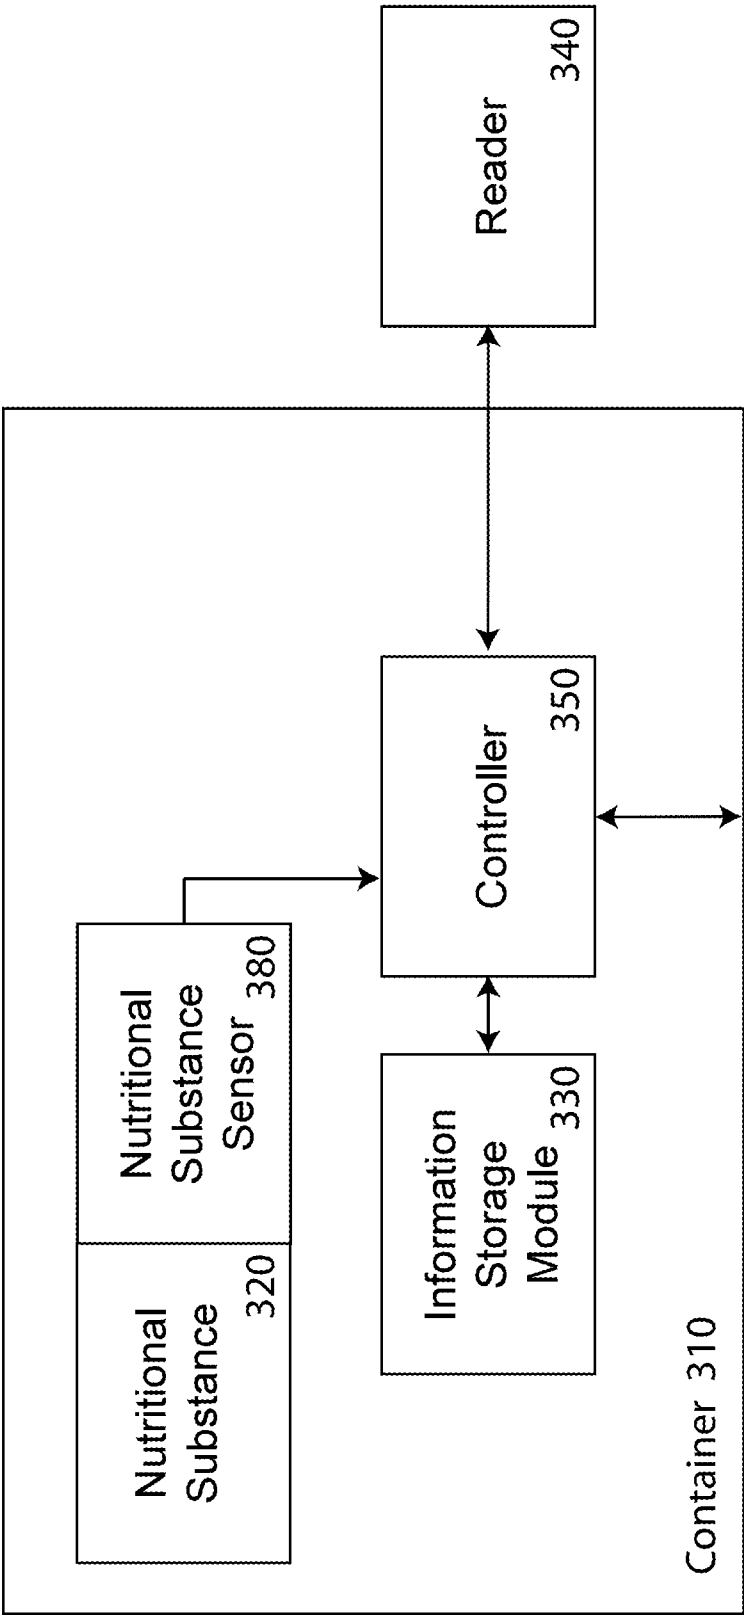 Nutritional
Substance
320
Nutritional
Substance
Sensor
380
Information
Storage
Module
330
Controller
350
Reader
340
Container 310